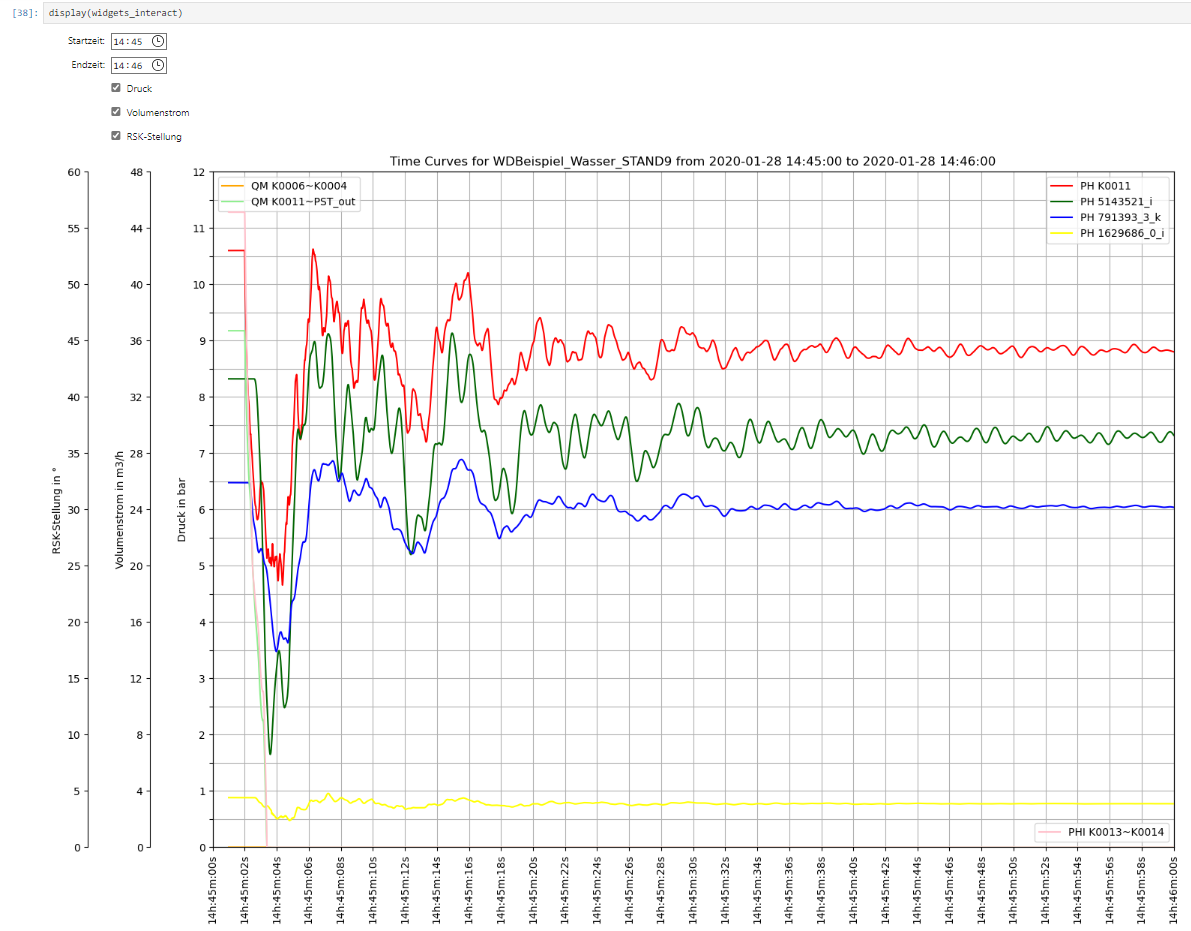 [38]: display(widgets_interact)
Startzeit: 14:45
Endzeit: 14:46
Druck
Volumenstrom
RSK-Stellung
Time Curves for WDBeispiel_Wasser_STAND9 from 2020-01-28 14:45:00 to 2020-01-28 14:46:00
QM K0006~K0004
QM K0011~PST_out
PH K0011
PH 5143521_i
PH 791393_3_k
PH 1629686_0_i
PHI K0013~K0014
RSK-Stellung in °
60
55
50
45
40
35
30
25
20
15
10
5
0
Volumenstrom in m3/h
48
44
40
36
32
28
24
20
16
12
8
4
0
Druck in bar
12
11
10
9
8
7
6
5
4
3
2
1
0
14h:45m:00s
14h:45m:02s
14h:45m:04s
14h:45m:06s
14h:45m:08s
14h:45m:10s
14h:45m:12s
14h:45m:14s
14h:45m:16s
14h:45m:18s
14h:45m:20s
14h:45m:22s
14h:45m:24s
14h:45m:26s
14h:45m:28s
14h:45m:30s
14h:45m:32s
14h:45m:34s
14h:45m:36s
14h:45m:38s
14h:45m:40s
14h:45m:42s
14h:45m:44s
14h:45m:46s
14h:45m:48s
14h:45m:50s
14h:45m:52s
14h:45m:54s
14h:45m:56s
14h:45m:58s
14h:46m:00s